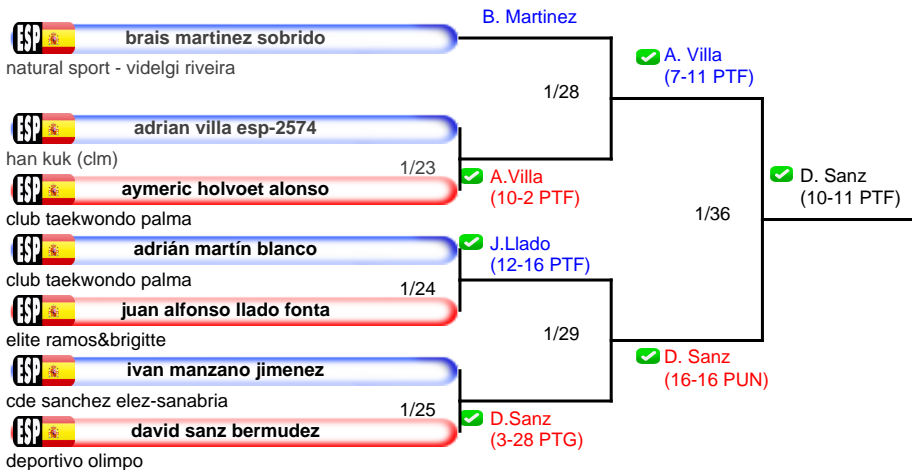 B. Martinez
ESP brais martinez sobrido
natural sport - videlgi riveira
A. Villa
(7-11 PTF)
1/28
ESP adrian villa esp-2574
han kuk (clm)
1/23
ESP aymeric holvoet alonso
club taekwondo palma
A.Villa
(10-2 PTF)
D. Sanz
(10-11 PTF)
1/36
ESP adrián martín blanco
club taekwondo palma
J.Llado
(12-16 PTF)
1/24
ESP juan alfonso llado fonta
elite ramos&brigitte
1/29
ESP ivan manzano jimenez
cde sanchez elez-sanabria
D. Sanz
(16-16 PUN)
1/25
ESP david sanz bermudez
deportivo olimpo
D.Sanz
(3-28 PTG)